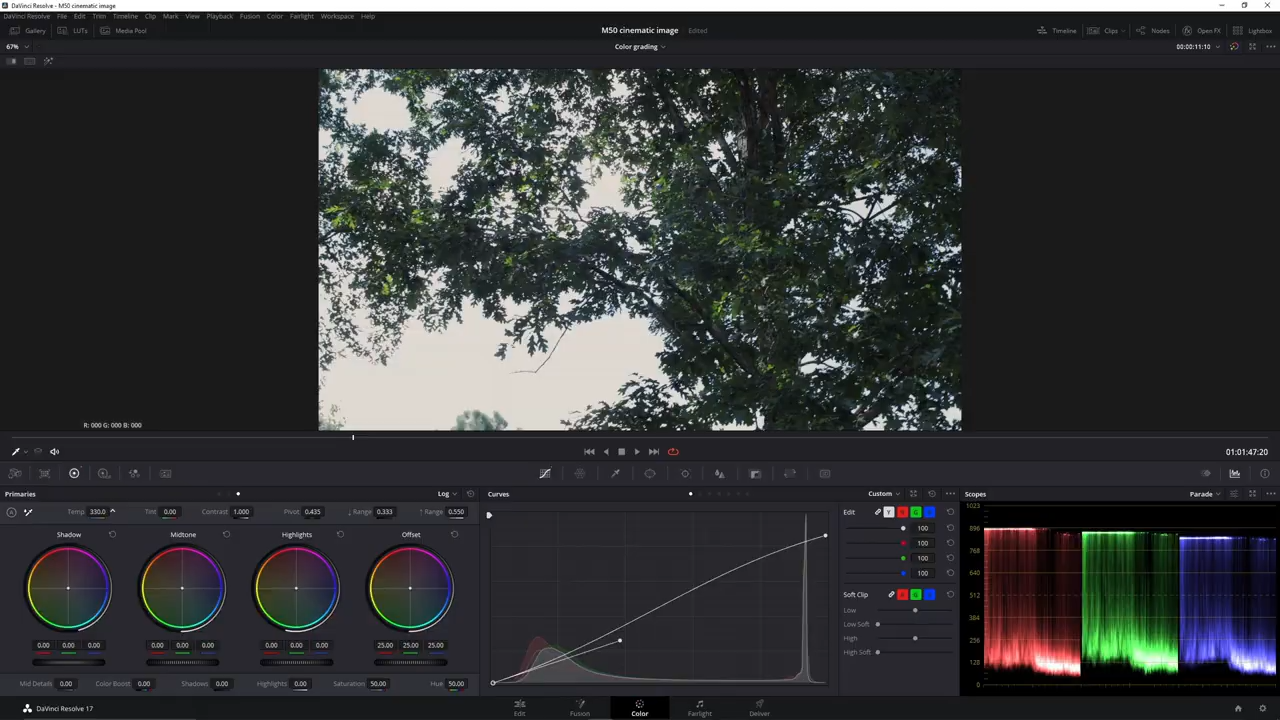 DaVinci Resolve - M50 cinematic image
DaVinci Resolve File Edit Trim Timeline Clip Mark View Playback Fusion Color Fairlight Workspace Help
Gallery LUTs Media Pool M50 cinematic image Edited Timeline Clips Nodes Open FX Lightbox
67% Color grading 00:00:11:10
R: 000 G: 000 B: 000
01:01:47:20
Primaries Log Curves Custom Scopes Parade
Temp 330.0 Tint 0.00 Contrast 1.000 Pivot 0.435 Range 0.333 Range 0.550
Edit Y R G B 100
100
100
100
Shadow Midtone Highlights Offset
Soft Clip R G B
Low
Low Soft
High
High Soft
0.00 0.00 0.00 0.00 0.00 0.00 0.00 0.00 0.00 25.00 25.00 25.00
Mid Details 0.00 Color Boost 0.00 Shadows 0.00 Highlights 0.00 Saturation 50.00 Hue 50.00
1023
896
768
640
512
384
256
128
0
DaVinci Resolve 17 Edit Fusion Color Fairlight Deliver